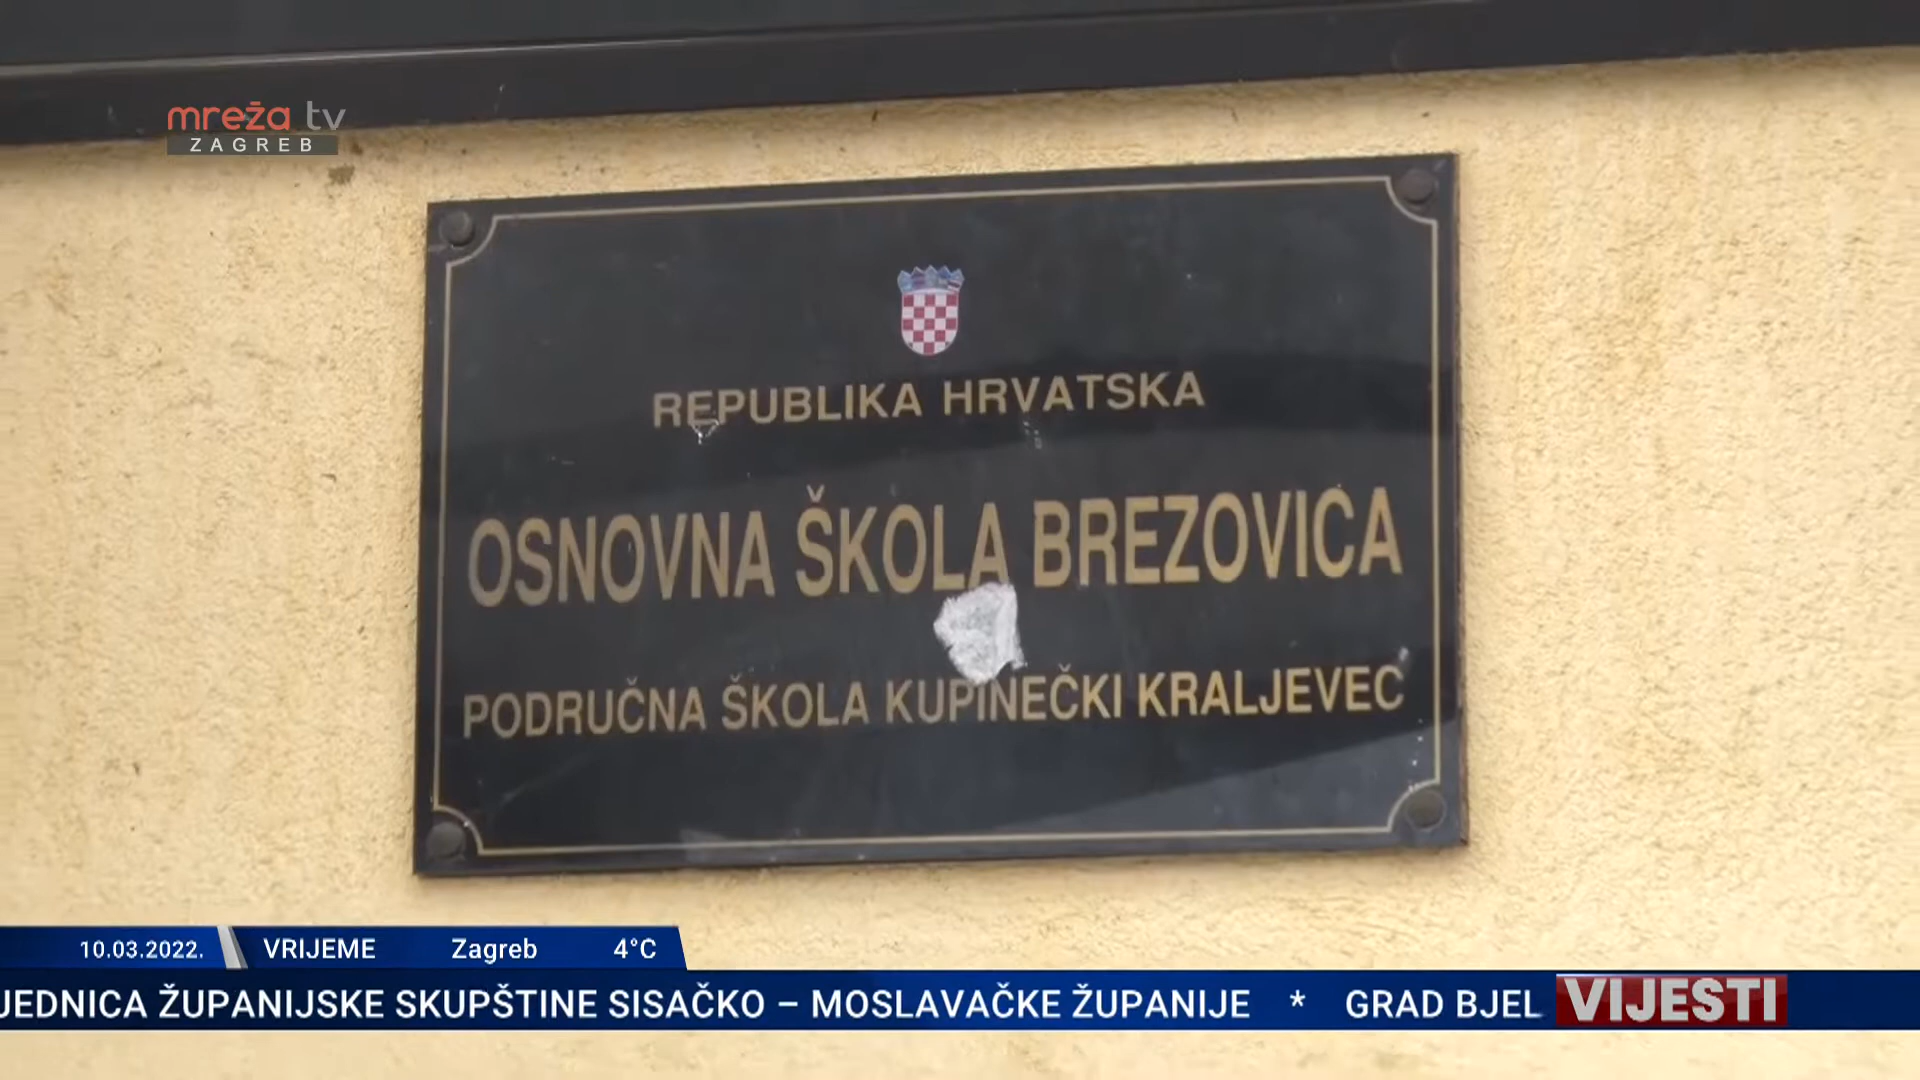 mreža tv
ZAGREB
REPUBLIKA HRVATSKA
OSNOVNA ŠKOLA BREZOVICA
PODRUČNA ŠKOLA KUPINEČKI KRALJEVEC
10.03.2022. VRIJEME Zagreb 4°C
JEDNICA ŽUPANIJSKE SKUPŠTINE SISAČKO – MOSLAVAČKE ŽUPANIJE * GRAD BJEL VIJESTI